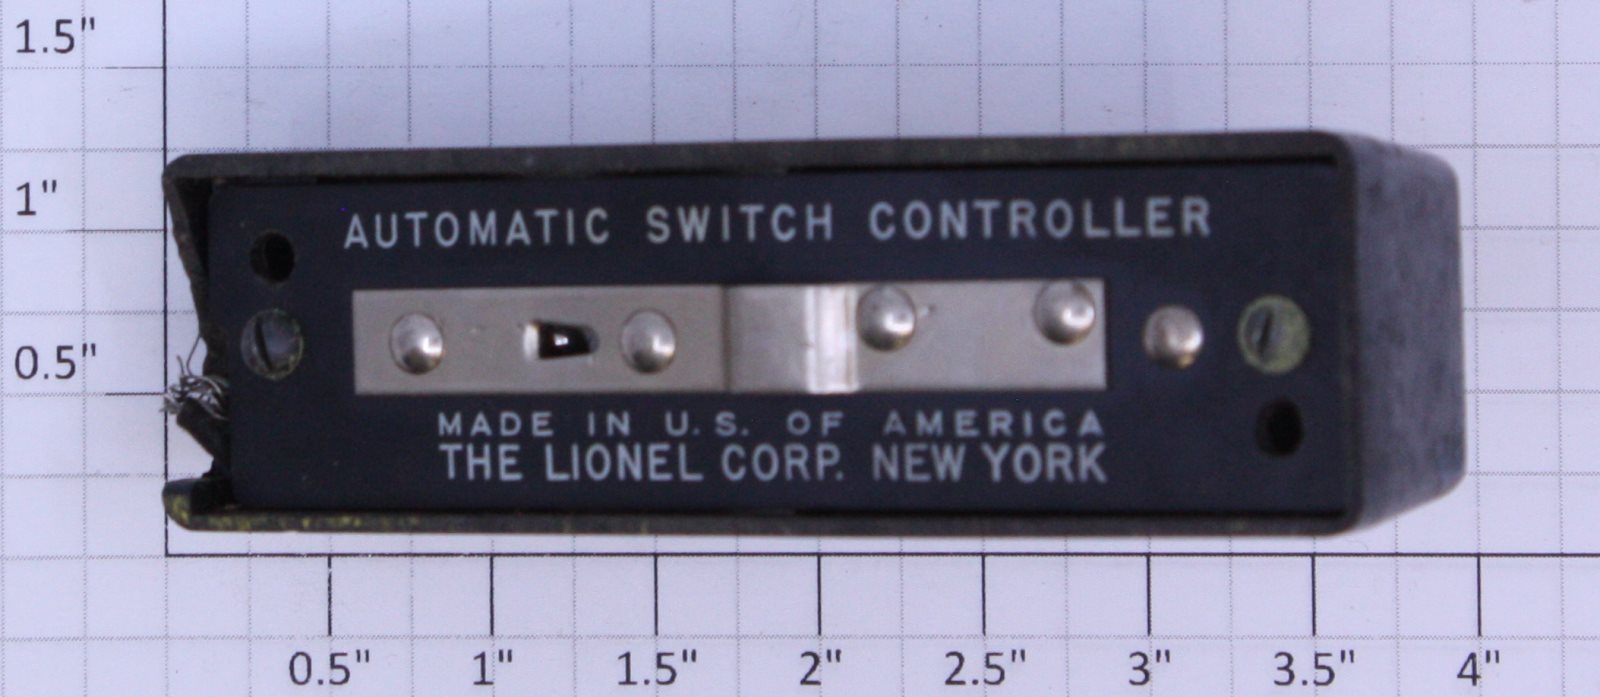 1.5"
1"
0.5"
AUTOMATIC SWITCH CONTROLLER
MADE IN U.S. OF AMERICA
THE LIONEL CORP. NEW YORK
0.5" 1" 1.5" 2" 2.5" 3" 3.5" 4"